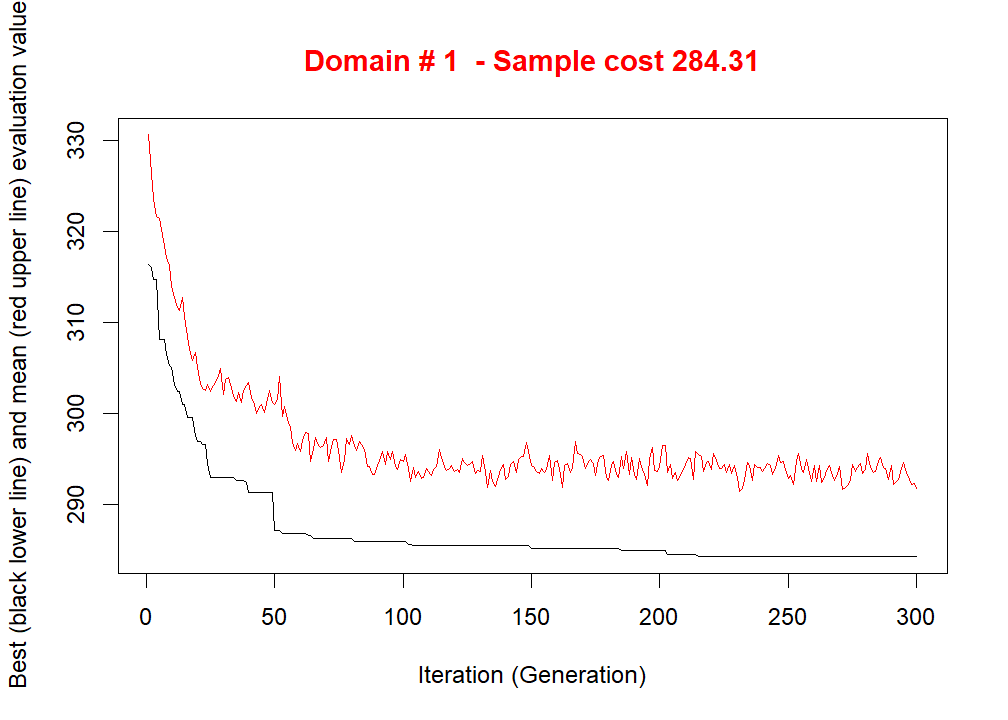 Domain # 1  - Sample cost 284.31
Best (black lower line) and mean (red upper line) evaluation value
330
320
310
300
290
0 50 100 150 200 250 300
Iteration (Generation)